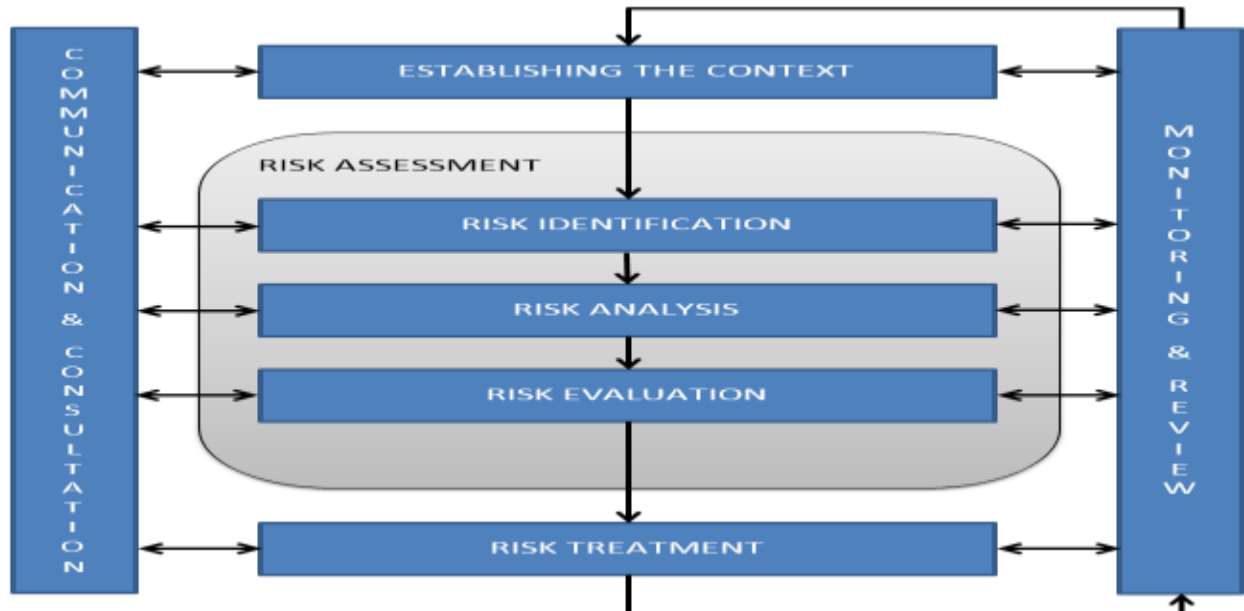 COMMUNICATION & CONSULTATION
ESTABLISHING THE CONTEXT
RISK ASSESSMENT
RISK IDENTIFICATION
RISK ANALYSIS
RISK EVALUATION
RISK TREATMENT
MONITORING & REVIEW